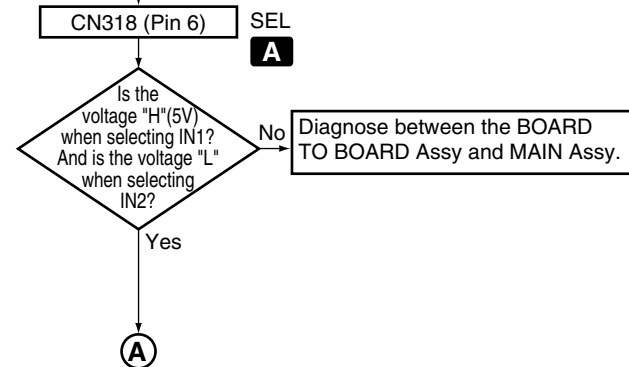 CN318 (Pin 6)
SEL
A
Is the
voltage "H"(5V)
when selecting IN1?
And is the voltage "L"
when selecting
IN2?
No
Diagnose between the BOARD
TO BOARD Assy and MAIN Assy.
Yes
A